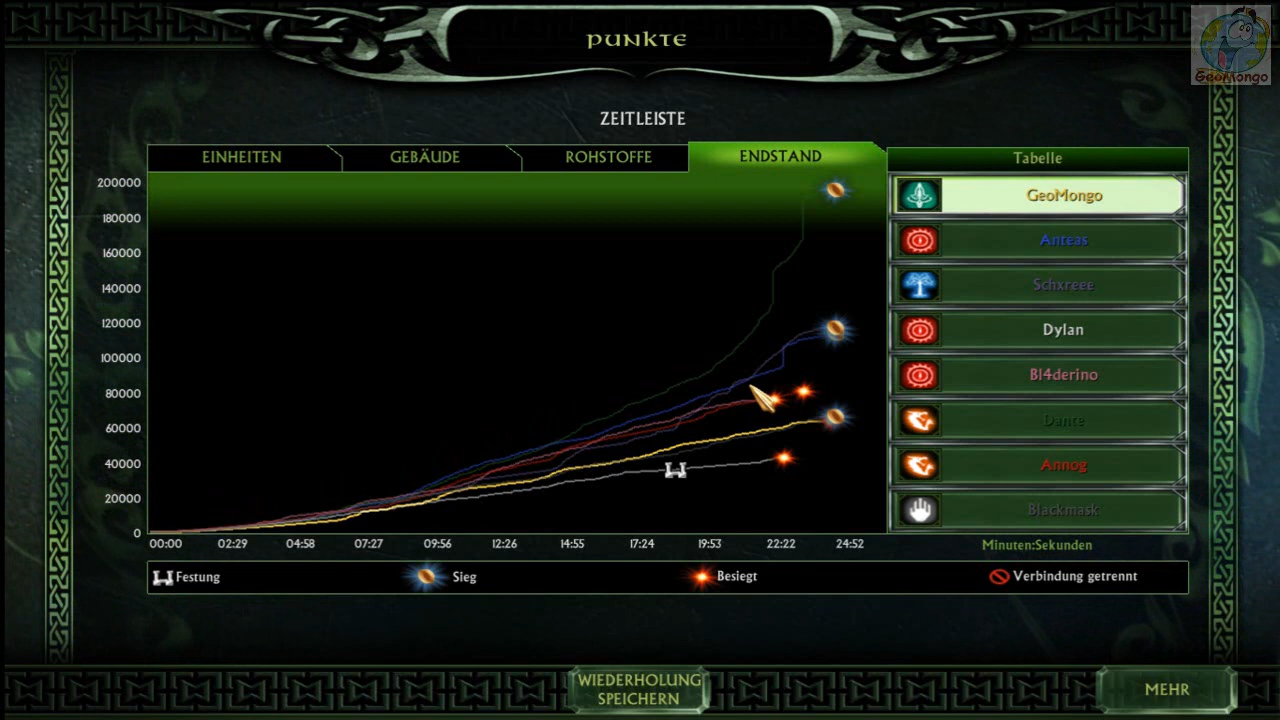 PUNKTE
GeoMongo
ZEITLEISTE
EINHEITEN GEBÄUDE ROHSTOFFE ENDSTAND Tabelle
200000
180000
160000
140000
120000
100000
80000
60000
40000
20000
0
00:00 02:29 04:58 07:27 09:56 12:26 14:55 17:24 19:53 22:22 24:52
GeoMongo
Anteas
Schxreee
Dylan
Bl4derino
Dante
Annog
Blackmask
Minuten:Sekunden
Festung Sieg Besiegt Verbindung getrennt
WIEDERHOLUNG
SPEICHERN
MEHR